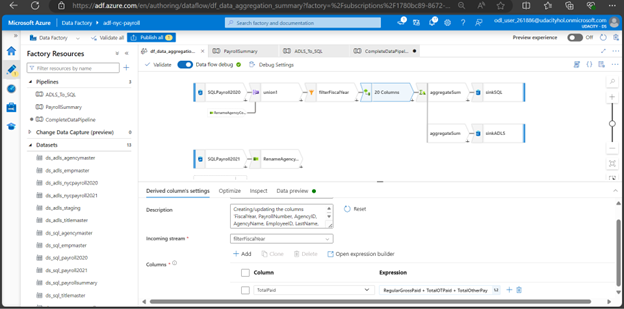 https://adf.azure.com/en/authoring/dataflow/df_data_aggregation_summary?factory=%2Fsubscriptions%2F1780bc89-8672-...
Microsoft Azure | Data Factory ▸ adf-nyc-payroll
Search factory and documentation
odl_user_261886@udacityhol.onmicrosoft.com
UDACITY
Data Factory
Validate all
Publish all
Factory Resources
Filter resources by name
Pipelines 3
ADLS_To_SQL
PayrollSummary
CompleteDataPipeline
Change Data Capture (preview) 0
Datasets 13
ds_adls_agencymaster
ds_adls_empmaster
ds_adls_nycpayroll2020
ds_adls_nycpayroll2021
ds_adls_staging
ds_adls_titlemaster
ds_sql_agencymaster
ds_sql_empmaster
ds_sql_payroll2020
ds_sql_payroll2021
ds_sql_payrollsummary
ds_sql_titlemaster
df_data_aggregatio...
PayrollSummary
ADLS_To_SQL
CompleteDataPipel...
Preview experience Off
Validate
Data flow debug
Debug Settings
SQLPayroll2020
union1
filterFiscalYear
20 Columns
aggregateSum
sinkSQL
RenameAgencyCo...
aggregateSum
sinkADLS
SQLPayroll2021
RenameAgency...
Derived column's settings
Optimize
Inspect
Data preview
Description
Creating/updating the columns
'FiscalYear, PayrollNumber, AgencyID,
AgencyName, EmployeeID, LastName,
Reset
Incoming stream *
filterFiscalYear
Add
Clone
Delete
Open expression builder
Columns *
Column
Expression
TotalPaid
RegularGrossPaid + TotalOTPaid + TotalOtherPay